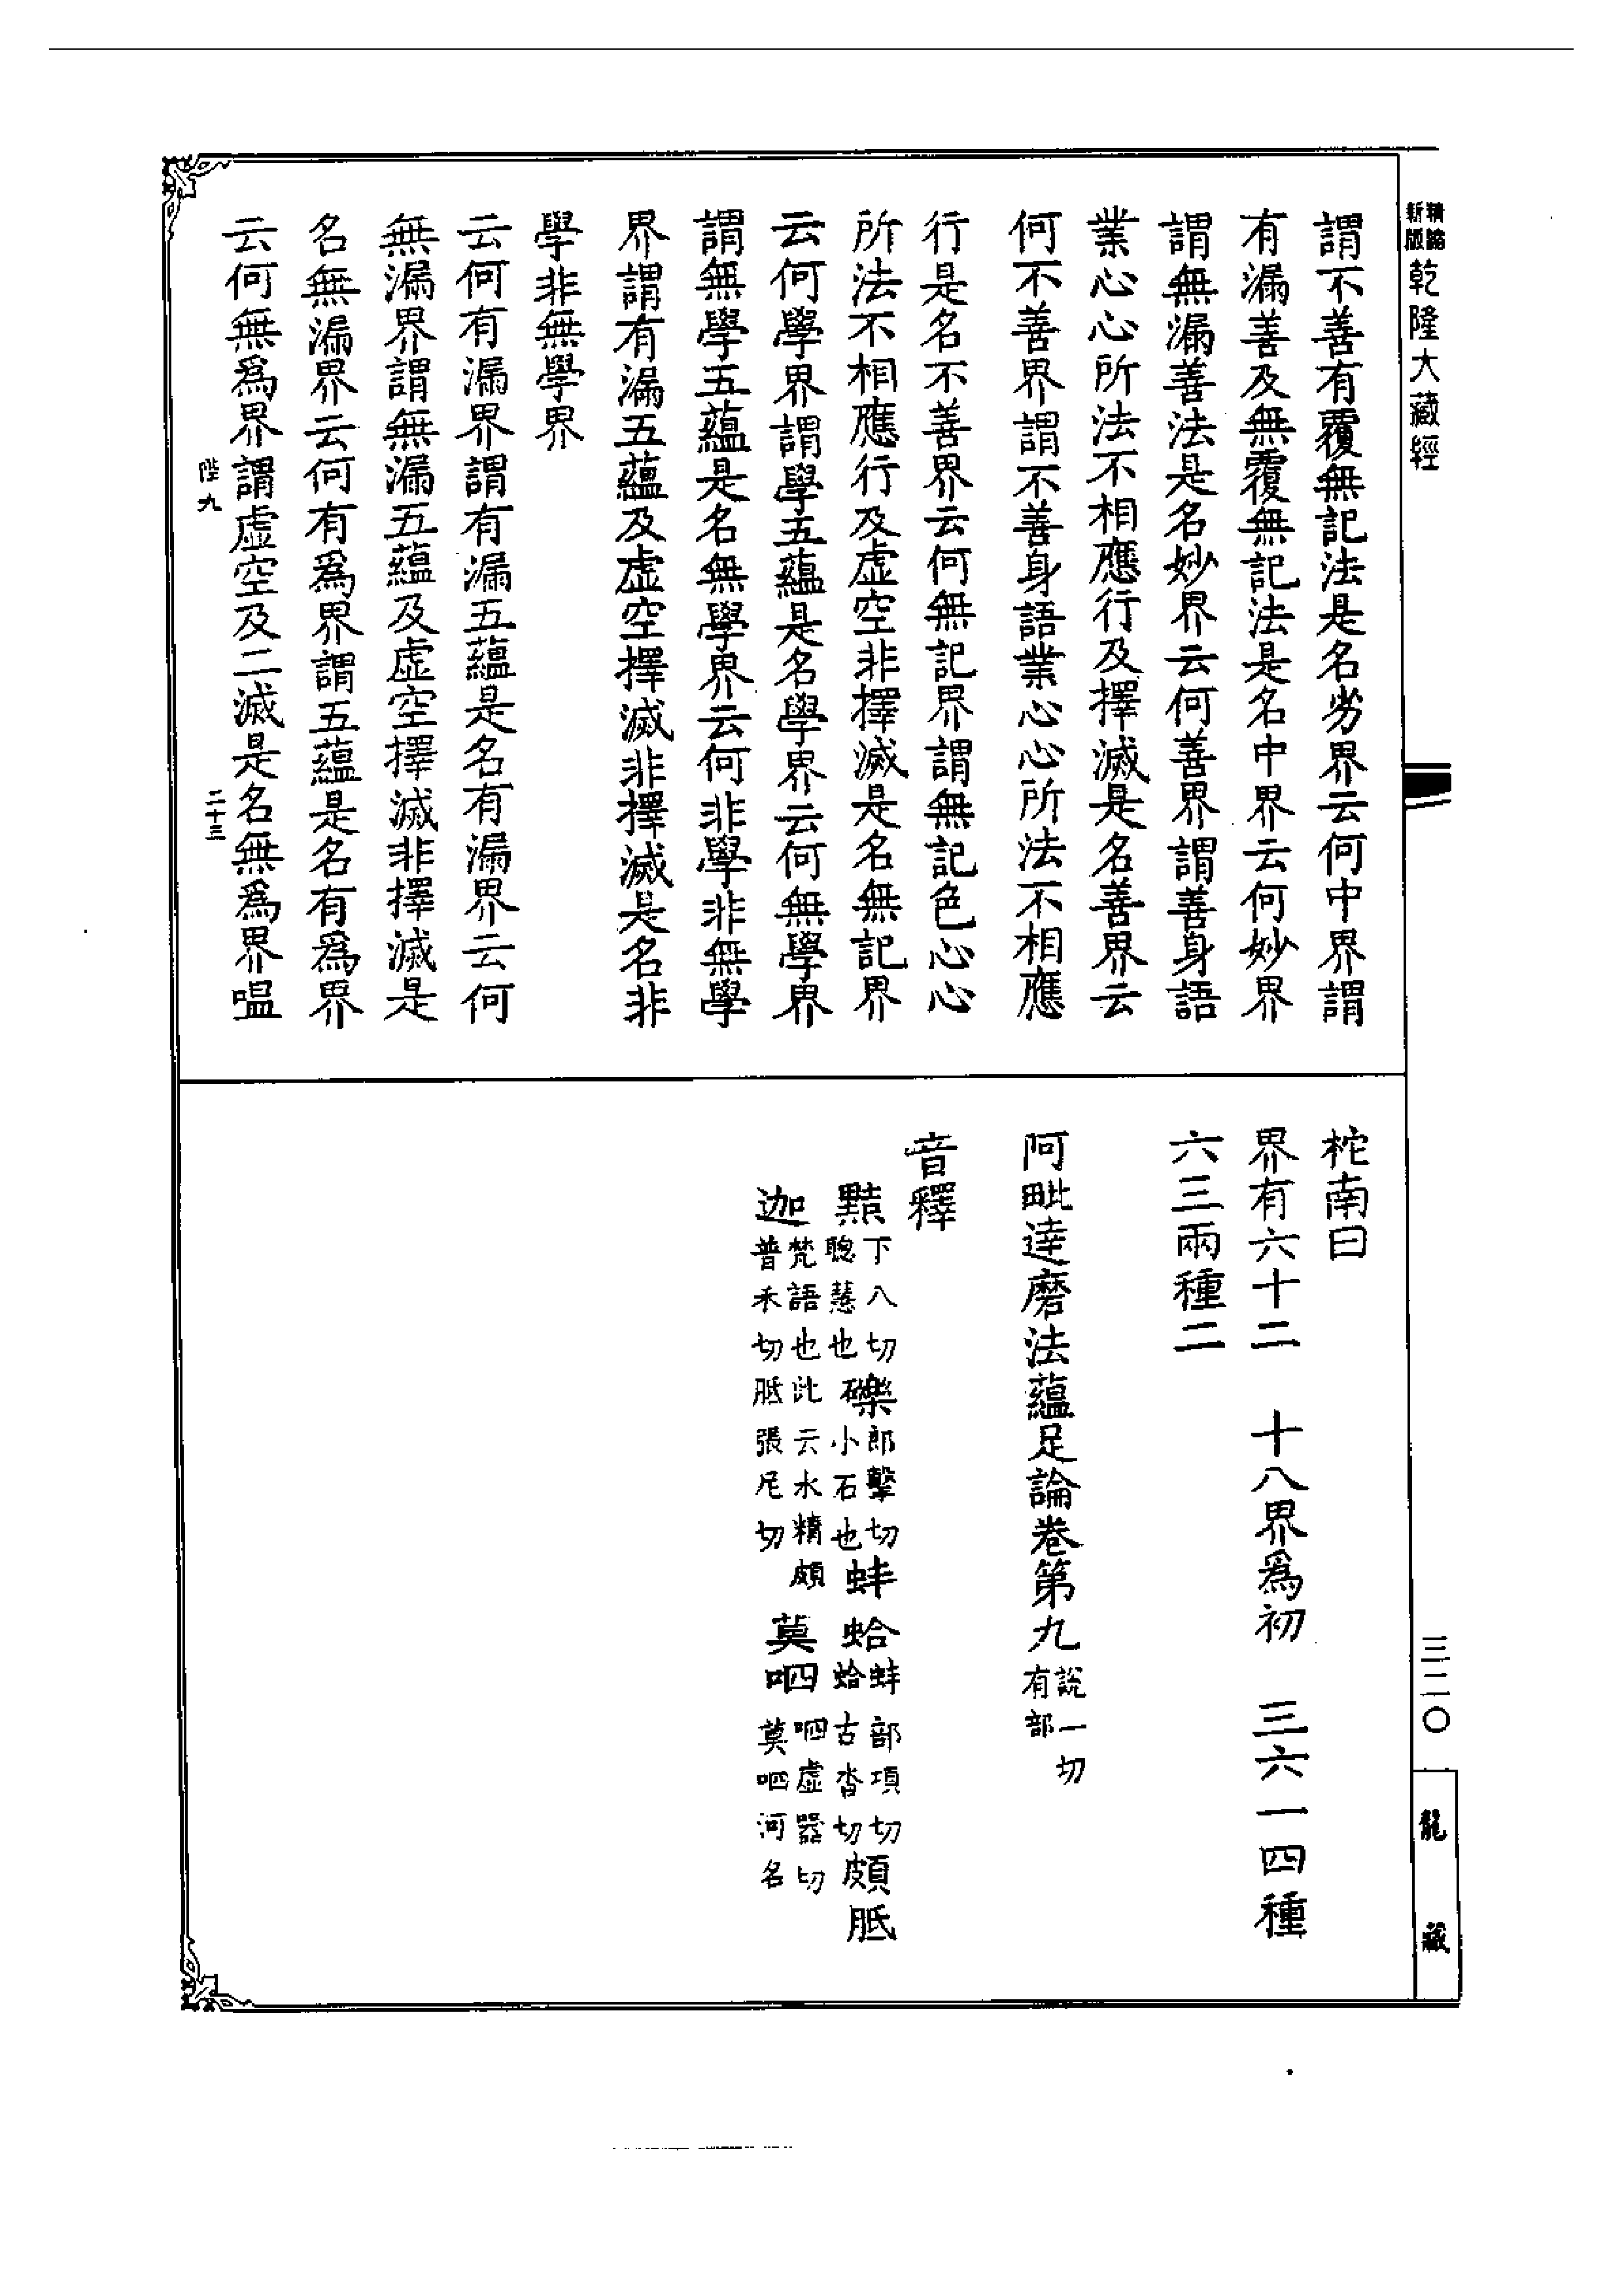 精譯新版乾隆大藏經
謂不善有覆無記法是名劣界云何中界謂
有漏善及無覆無記法是名中界云何妙界
謂無漏善法是名妙界云何善界謂善身語
業心心所法不相應行及擇滅是名善界云
何不善界謂不善身語業心心所法不相應
行是名不善界云何無記界謂無記色心心
所法不相應行及虛空非擇滅是名無記界
云何學界謂學五蘊是名學界云何無學界
謂無學五蘊是名無學界云何非學非無學
界謂有漏五蘊及虛空擇滅非擇滅是名非
學非無學界
云何有漏界謂有漏五蘊是名有漏界云何
無漏界謂無漏五蘊及虛空擇滅非擇滅是
名無漏界云何有爲界謂五蘊是名有爲界
云何無爲界謂虛空及二滅是名無爲界嗢
陛九
二十三
柁南曰
界有六十二 十八界爲初 三六一四種
六三兩種二
阿毗達磨法蘊足論卷第九 說一切有部
音釋
黠 下八切聰慧也 礫 郎擊切小石也 蚌蛤 蚌部項切蛤古沓切 頗胝
迦 梵語也此云水精頗普禾切胝張尼切 莫呬 呬虛器切莫呬河名
三二〇
龍藏